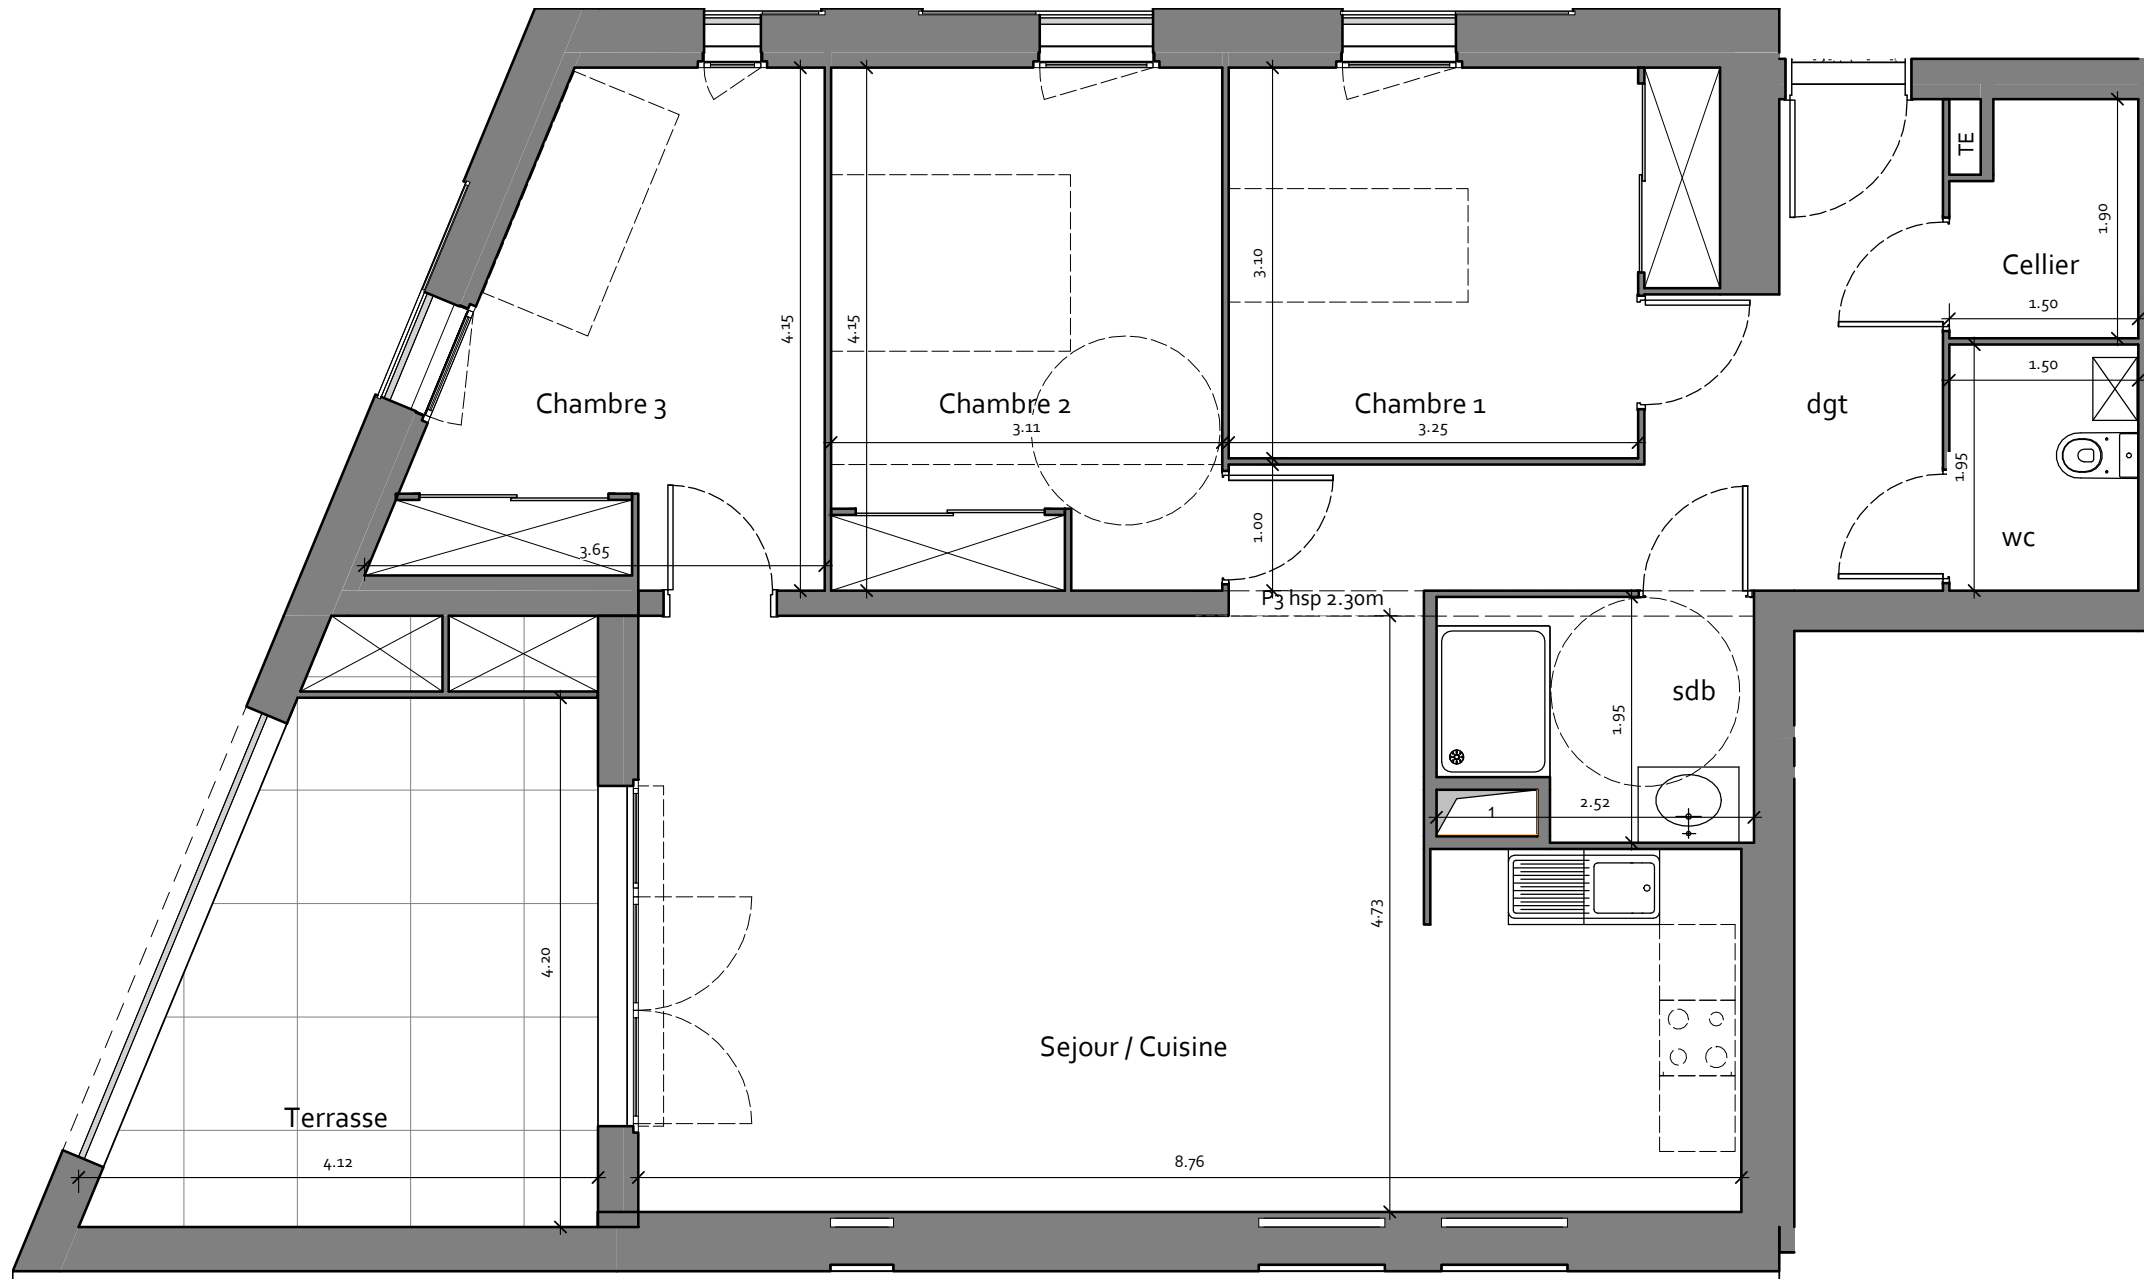 TE
1.90
3.10
Cellier
1.50
4.15
4.15
1.50
Chambre 3
Chambre 2
Chambre 1
dgt
3.11
3.25
1.95
1.00
wc
3.65
P3 hsp 2.30m
sdb
1.95
2.52
1
4.73
4.20
Sejour / Cuisine
Terrasse
4.12
8.76